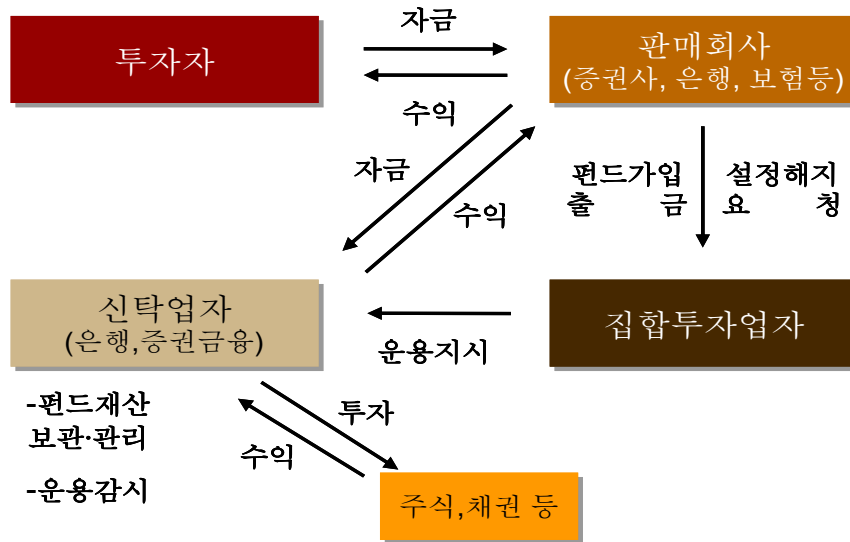 자금
투자자
판매회사
(증권사, 은행, 보험등)
수익
자금
수익
펀드가입
출 금
설정해지
요 청
신탁업자
(은행,증권금융)
집합투자업자
운용지시
-펀드재산
보관·관리
-운용감시
투자
수익
주식,채권 등